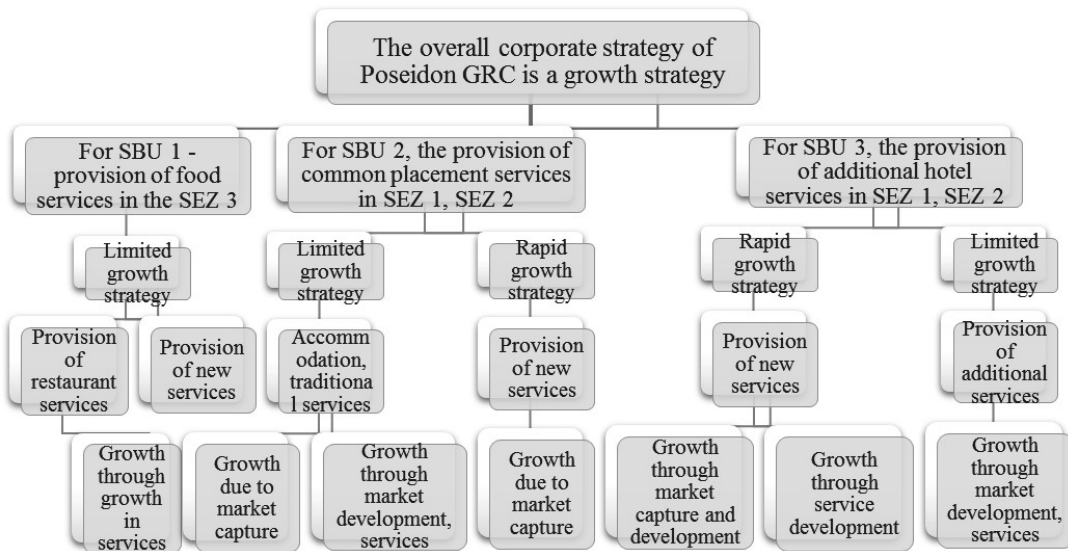 The overall corporate strategy of
Poseidon GRC is a growth strategy
For SBU 1 -
provision of food
services in the SEZ 3
For SBU 2, the provision of
common placement services
in SEZ 1, SEZ 2
For SBU 3, the provision
of additional hotel
services in SEZ 1, SEZ 2
Limited
growth
strategy
Limited
growth
strategy
Rapid
growth
strategy
Rapid
growth
strategy
Limited
growth
strategy
Provision
of
restaurant
services
Provision
of new
services
Accomm
odation,
traditiona
l services
Provision
of new
services
Provision
of new
services
Provision
of
additional
services
Growth
through
growth
in
services
Growth
due to
market
capture
Growth
through
market
development,
services
Growth
due to
market
capture
Growth
through
market
capture and
development
Growth
through
service
development
Growth
through
market
development,
services